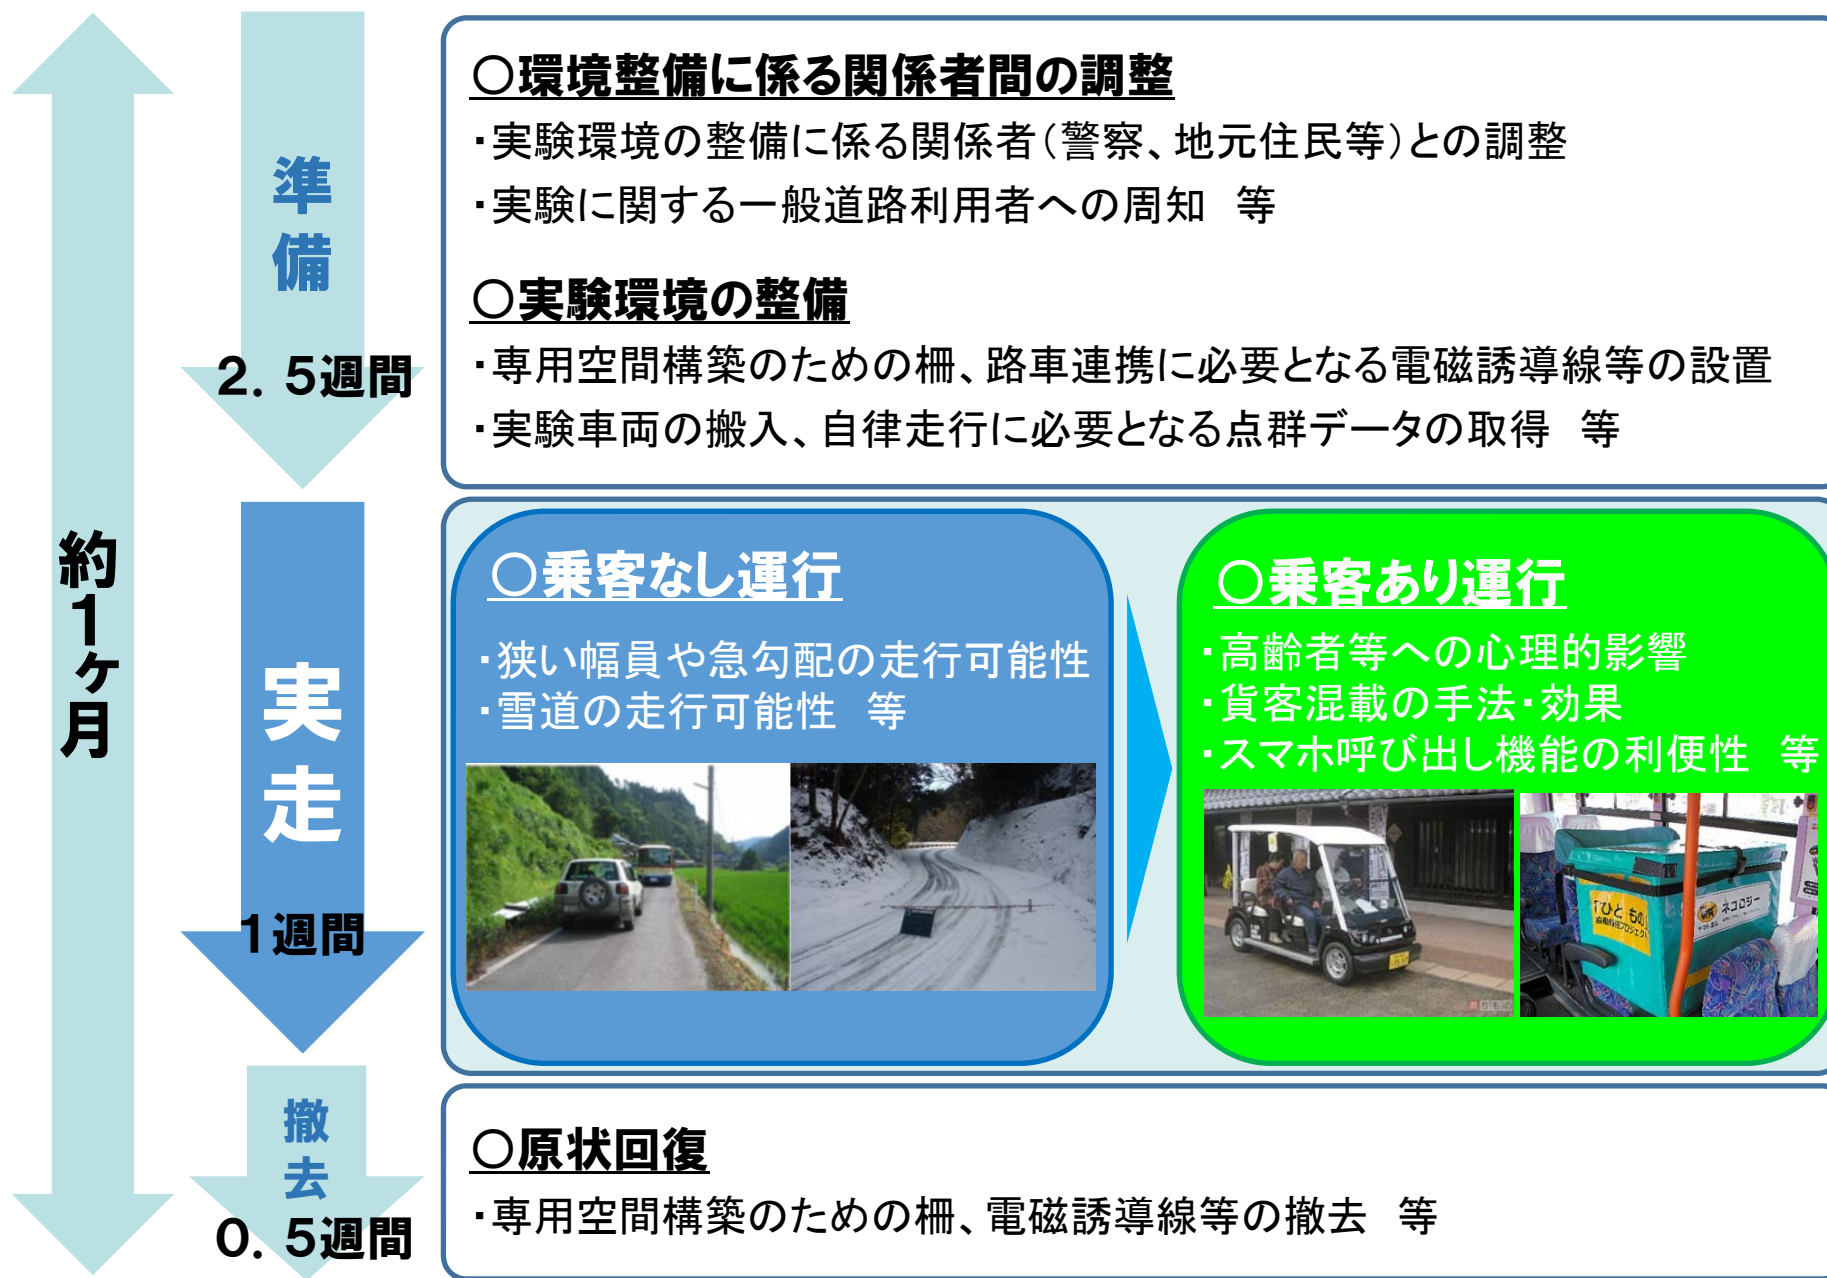 約1ヶ月
準備
2．5週間
○環境整備に係る関係者間の調整
・実験環境の整備に係る関係者（警察、地元住民等）との調整
・実験に関する一般道路利用者への周知　等
○実験環境の整備
・専用空間構築のための柵、路車連携に必要となる電磁誘導線等の設置
・実験車両の搬入、自律走行に必要となる点群データの取得　等
実走
1週間
○乗客なし運行
・狭い幅員や急勾配の走行可能性
・雪道の走行可能性　等
○乗客あり運行
・高齢者等への心理的影響
・貨客混載の手法・効果
・スマホ呼び出し機能の利便性　等
「ひと もの」
ネコロジー
撤去
0．5週間
○原状回復
・専用空間構築のための柵、電磁誘導線等の撤去　等